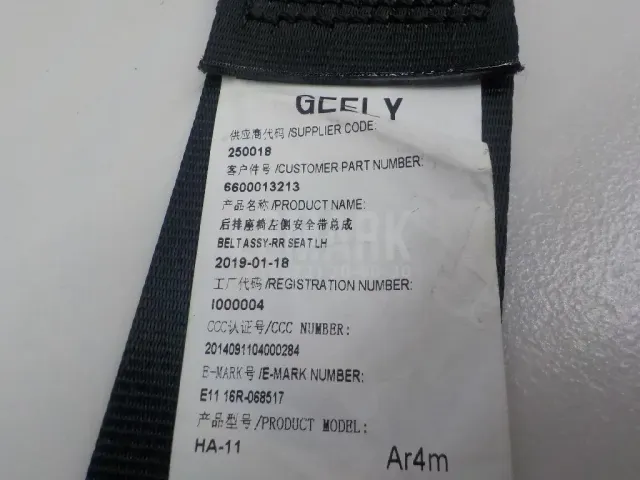 GEELY
供应商代码/SUPPLIER CODE:
250018
客户件号/CUSTOMER PART NUMBER:
6600013213
产品名称/PRODUCT NAME:
后排座椅左侧安全带总成
BELT ASSY-RR SEAT LH
2019-01-18
工厂代码/REGISTRATION NUMBER:
I000004
CCC认证号/CCC NUMBER:
2014091104000284
E-MARK号/E-MARK NUMBER:
E11 16R-068517
产品型号/PRODUCT MODEL:
HA-11
Ar4m